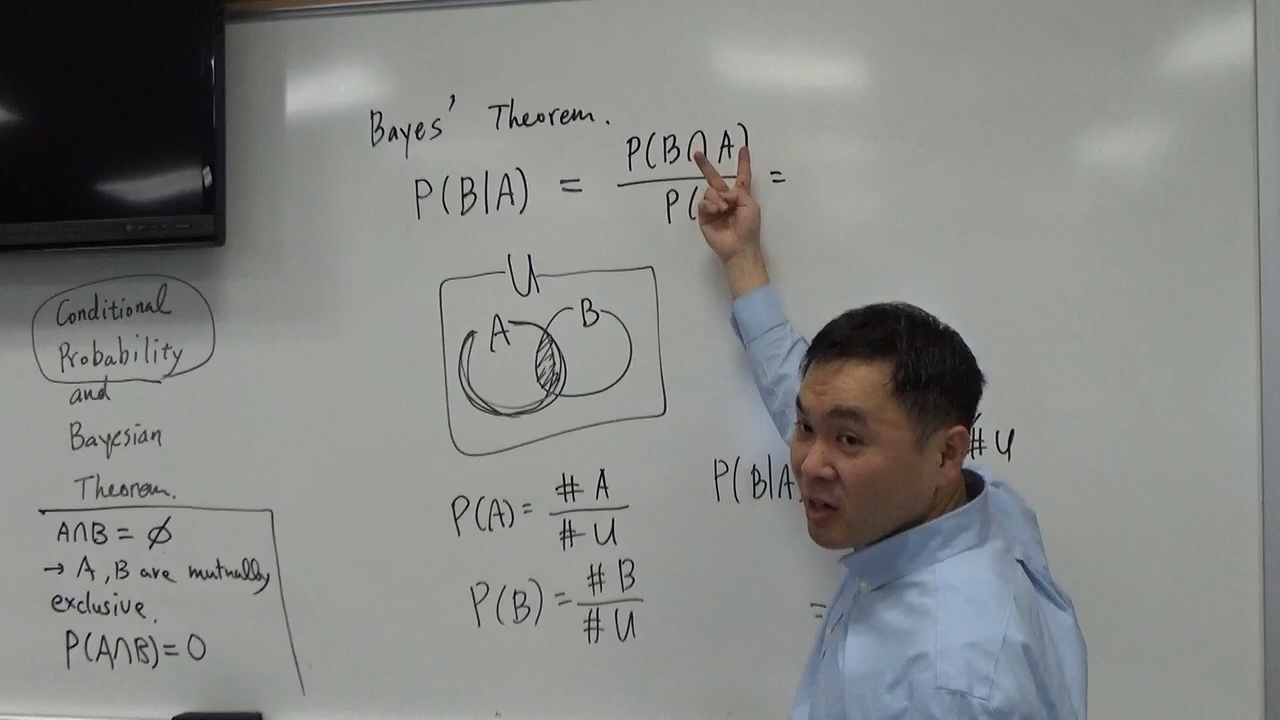 Bayes' Theorem.
P(B|A) = P(B∩A) / P( =
U
A B
Conditional
Probability
and
Bayesian
Theorem.
A∩B = ∅
→ A, B are mutually
exclusive.
P(A∩B) = 0
P(A) = # A / # U
P(B) = # B / # U
# U
P(B|A)
=